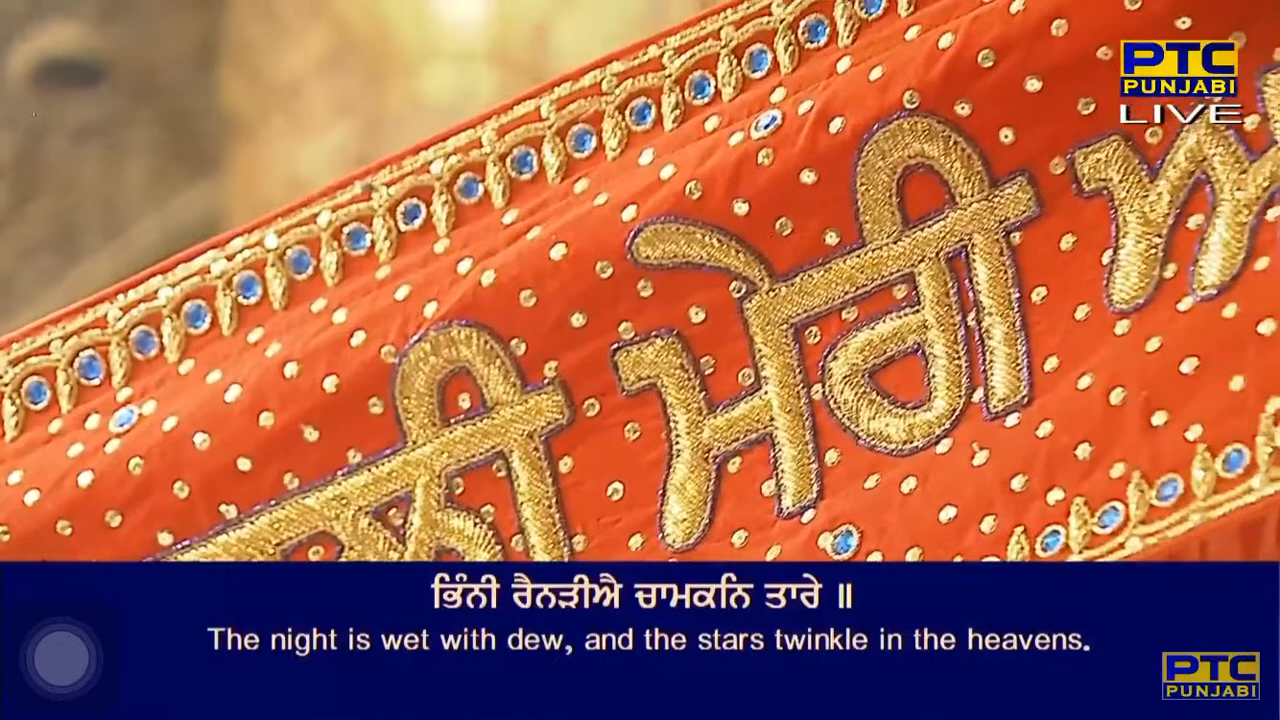 PTC
PUNJABI
LIVE
ਮੇਰੀ
ਭਿੰਨੀ ਰੈਨੜੀਐ ਚਾਮਕਨਿ ਤਾਰੇ ॥
The night is wet with dew, and the stars twinkle in the heavens.
PTC
PUNJABI